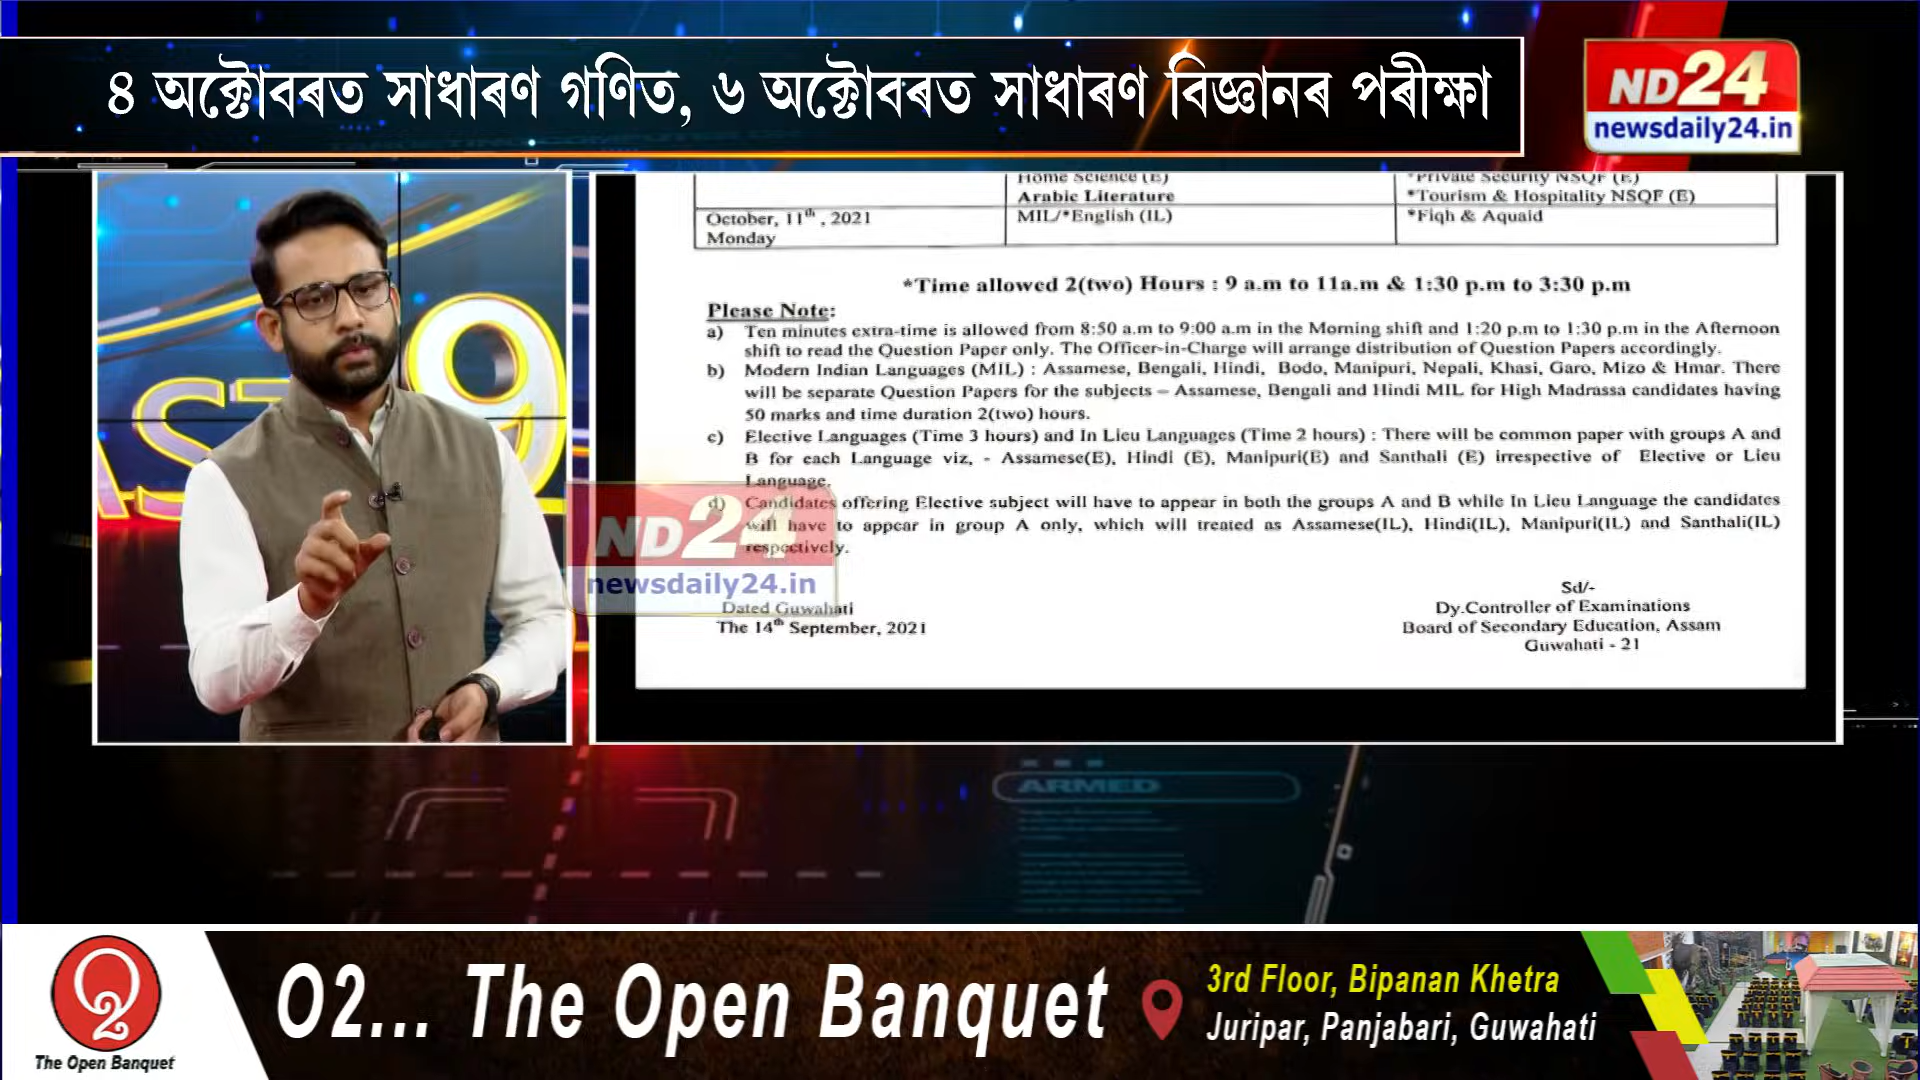 ৪ অক্টোবৰত সাধাৰণ গণিত, ৬ অক্টোবৰত সাধাৰণ বিজ্ঞানৰ পৰীক্ষা
ND24
newsdaily24.in
Home Science (E)
*Private Security NSQF (E)
Arabic Literature
*Tourism & Hospitality NSQF (E)
October, 11th , 2021
MIL/*English (IL)
*Fiqh & Aquaid
Monday
*Time allowed 2(two) Hours : 9 a.m to 11a.m & 1:30 p.m to 3:30 p.m
Please Note:
a) Ten minutes extra-time is allowed from 8:50 a.m to 9:00 a.m in the Morning shift and 1:20 p.m to 1:30 p.m in the Afternoon
shift to read the Question Paper only. The Officer-in-Charge will arrange distribution of Question Papers accordingly.
b) Modern Indian Languages (MIL) : Assamese, Bengali, Hindi, Bodo, Manipuri, Nepali, Khasi, Garo, Mizo & Hmar. There
will be separate Question Papers for the subjects – Assamese, Bengali and Hindi MIL for High Madrassa candidates having
50 marks and time duration 2(two) hours.
c) Elective Languages (Time 3 hours) and In Lieu Languages (Time 2 hours) : There will be common paper with groups A and
B for each Language viz, - Assamese(E), Hindi (E), Manipuri(E) and Santhali (E) irrespective of Elective or Lieu
Language.
d) Candidates offering Elective subject will have to appear in both the groups A and B while In Lieu Language the candidates
will have to appear in group A only, which will treated as Assamese(IL), Hindi(IL), Manipuri(IL) and Santhali(IL)
respectively.
ND24
newsdaily24.in
Dated Guwahati
The 14th September, 2021
Sd/-
Dy.Controller of Examinations
Board of Secondary Education, Assam
Guwahati - 21
AST 9
ARMED
O2
The Open Banquet
O2... The Open Banquet
3rd Floor, Bipanan Khetra
Juripar, Panjabari, Guwahati